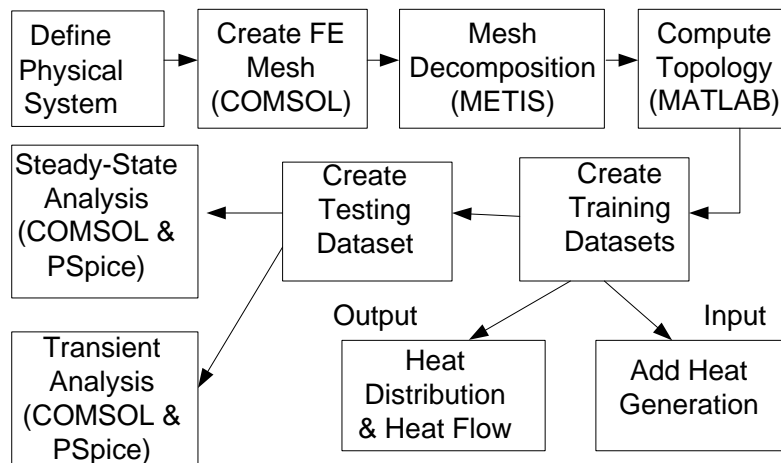 Define
Physical
System
Create FE
Mesh
(COMSOL)
Mesh
Decomposition
(METIS)
Compute
Topology
(MATLAB)
Steady-State
Analysis
(COMSOL &
PSpice)
Create
Testing
Dataset
Create
Training
Datasets
Output
Input
Transient
Analysis
(COMSOL &
PSpice)
Heat
Distribution
& Heat Flow
Add Heat
Generation